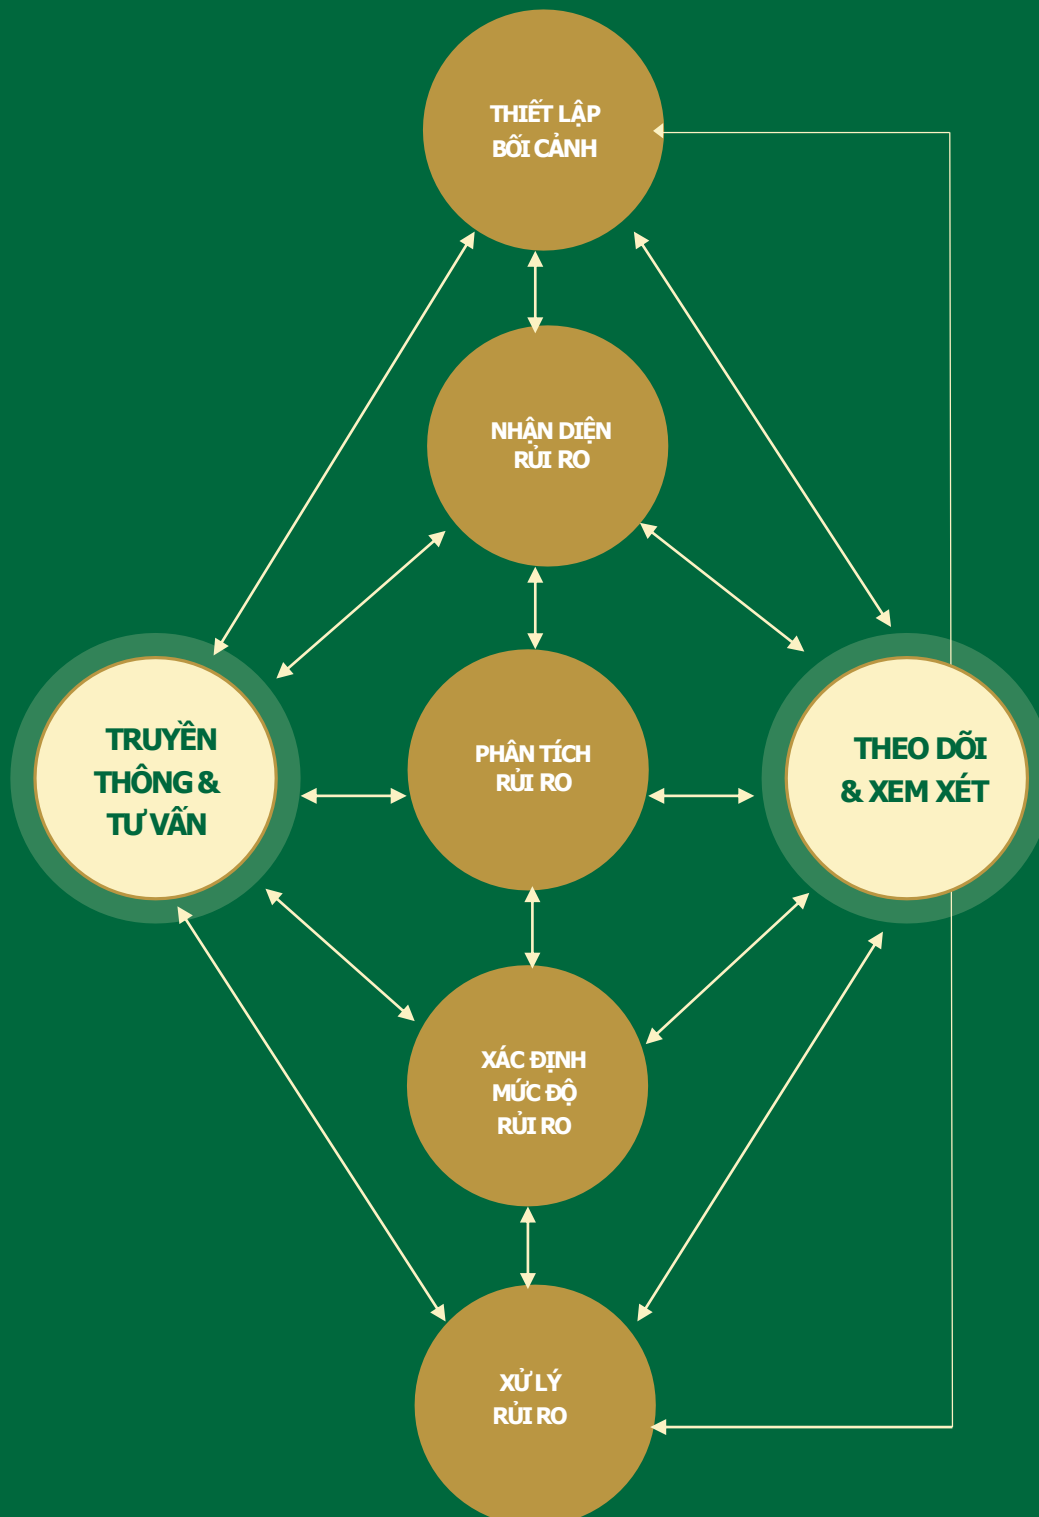 THIẾT LẬP
BỐI CẢNH
NHẬN DIỆN
RỦI RO
TRUYỀN
THÔNG &
TƯ VẤN
PHÂN TÍCH
RỦI RO
THEO DÕI
& XEM XÉT
XÁC ĐỊNH
MỨC ĐỘ
RỦI RO
XỬ LÝ
RỦI RO